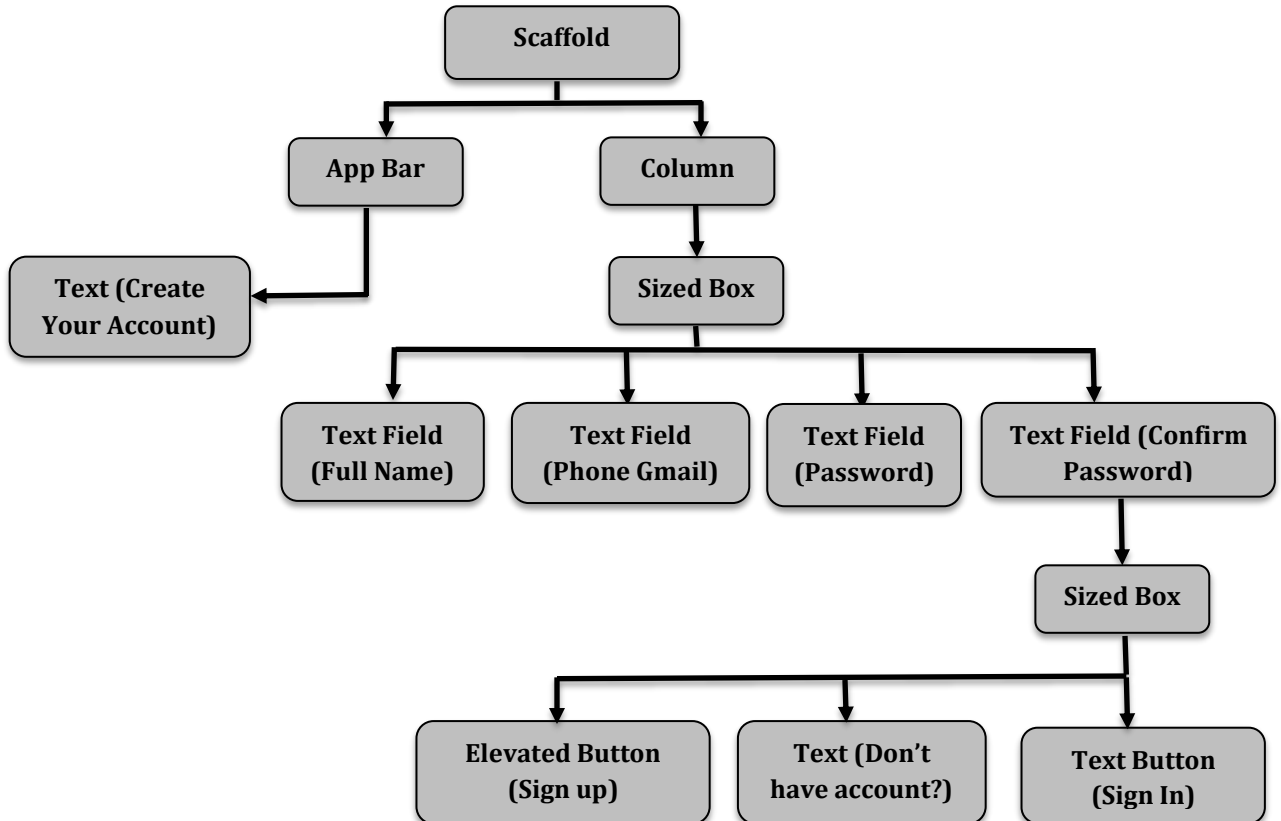 Scaffold
App Bar
Column
Text (Create
Your Account)
Sized Box
Text Field
(Full Name)
Text Field
(Phone Gmail)
Text Field
(Password)
Text Field (Confirm
Password)
Sized Box
Elevated Button
(Sign up)
Text (Don’t
have account?)
Text Button
(Sign In)